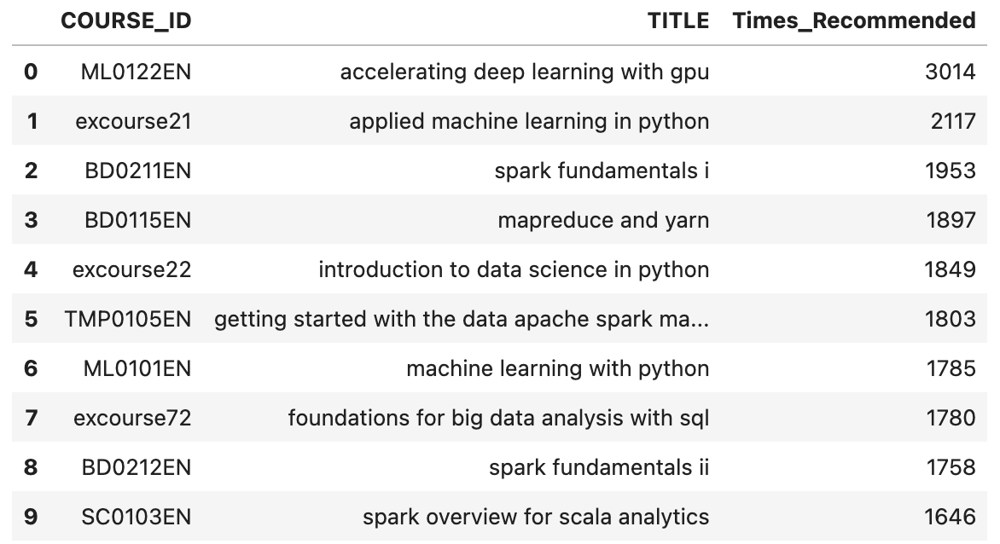 COURSE_ID TITLE Times_Recommended
0 ML0122EN accelerating deep learning with gpu 3014
1 excourse21 applied machine learning in python 2117
2 BD0211EN spark fundamentals i 1953
3 BD0115EN mapreduce and yarn 1897
4 excourse22 introduction to data science in python 1849
5 TMP0105EN getting started with the data apache spark ma... 1803
6 ML0101EN machine learning with python 1785
7 excourse72 foundations for big data analysis with sql 1780
8 BD0212EN spark fundamentals ii 1758
9 SC0103EN spark overview for scala analytics 1646